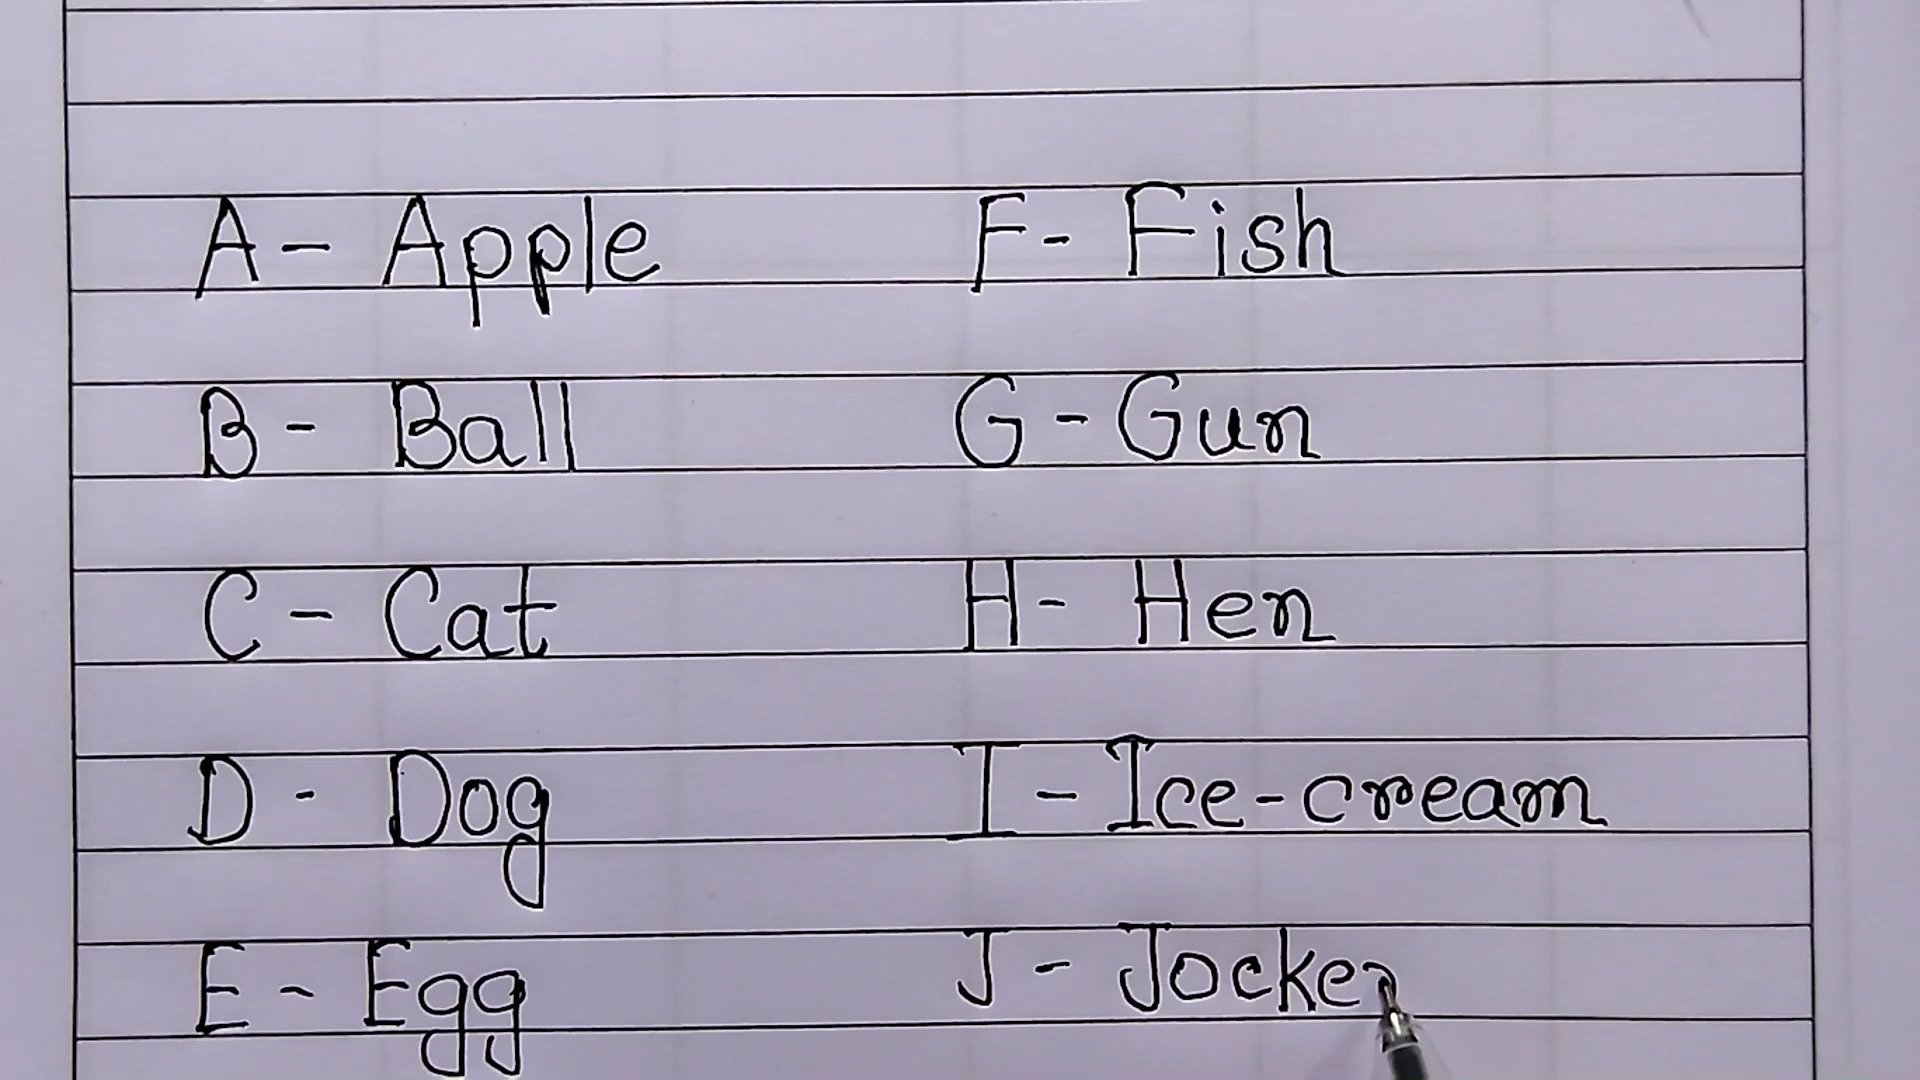 A - Apple
B - Ball
C - Cat
D - Dog
E - Egg
F - Fish
G - Gun
H - Hen
I - Ice-cream
J - Jocker